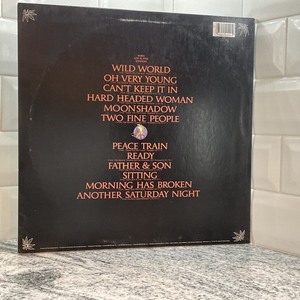 WILD WORLD
OH VERY YOUNG
CAN'T KEEP IT IN
HARD HEADED WOMAN
MOONSHADOW
TWO FINE PEOPLE
PEACE TRAIN
READY
FATHER & SON
SITTING
MORNING HAS BROKEN
ANOTHER SATURDAY NIGHT